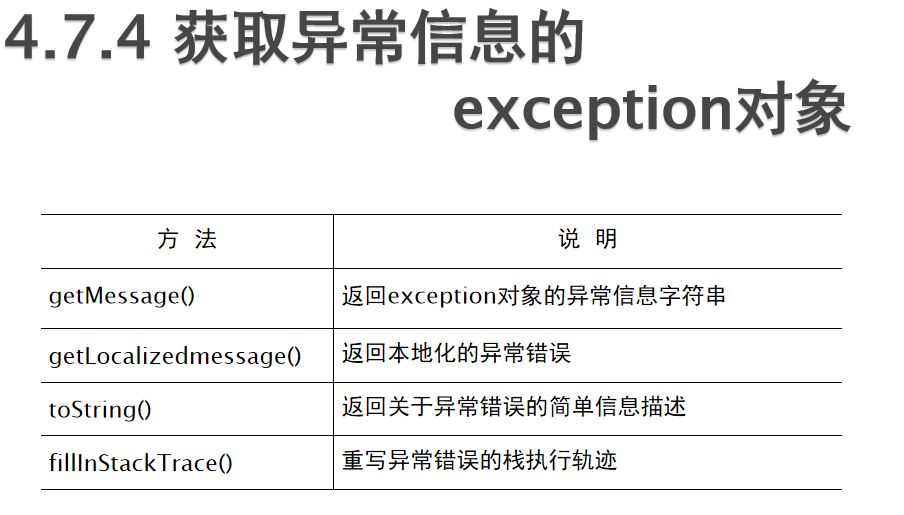 4.7.4 获取异常信息的
exception对象
方 法 说 明
getMessage() 返回exception对象的异常信息字符串
getLocalizedmessage() 返回本地化的异常错误
toString() 返回关于异常错误的简单信息描述
fillInStackTrace() 重写异常错误的栈执行轨迹